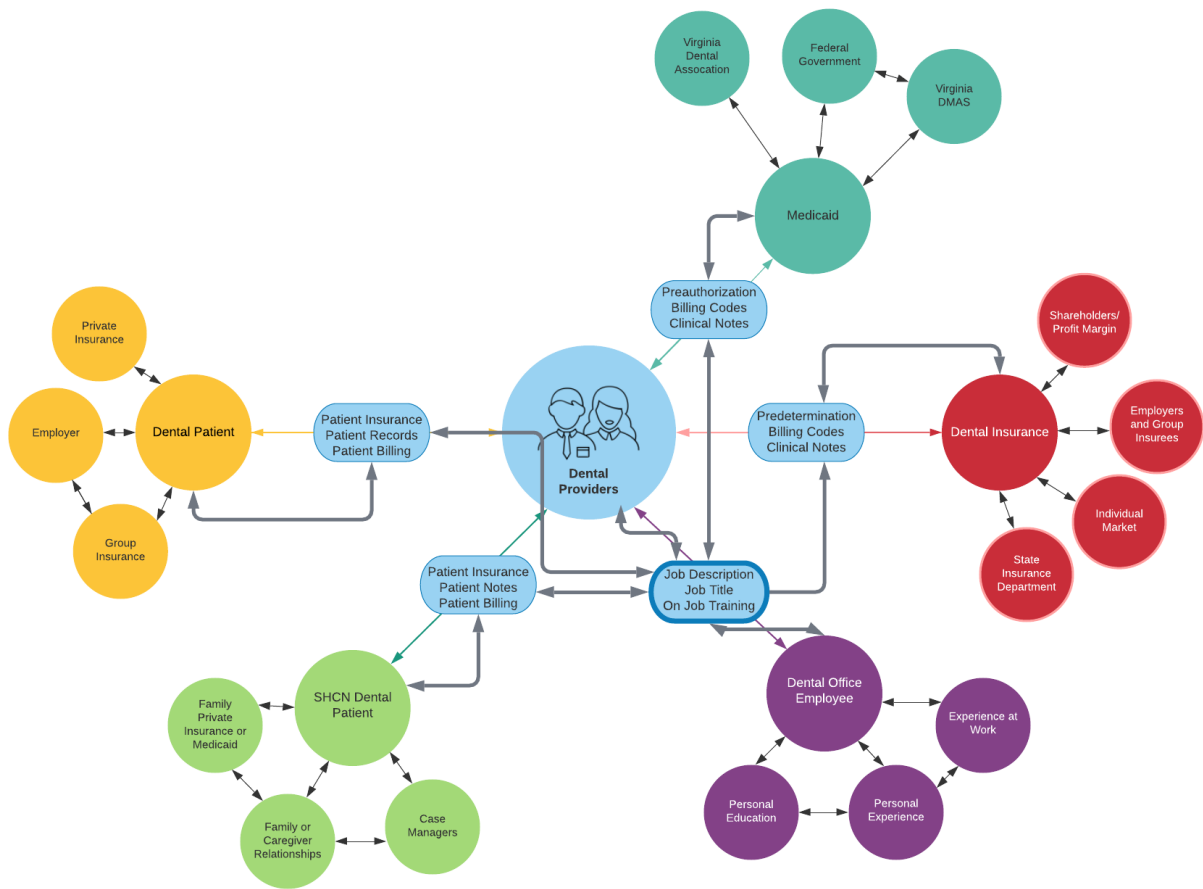 Virginia
Dental
Assocation
Federal
Government
Virginia
DMAS
Medicaid
Preauthorization
Billing Codes
Clinical Notes
Private
Insurance
Employer
Dental Patient
Group
Insurance
Patient Insurance
Patient Records
Patient Billing
Dental
Providers
Predetermination
Billing Codes
Clinical Notes
Dental Insurance
Shareholders/
Profit Margin
Employers
and Group
Insurees
Individual
Market
State
Insurance
Department
Patient Insurance
Patient Notes
Patient Billing
Job Description
Job Title
On Job Training
SHCN Dental
Patient
Family
Private
Insurance or
Medicaid
Family or
Caregiver
Relationships
Case
Managers
Dental Office
Employee
Experience at
Work
Personal
Education
Personal
Experience